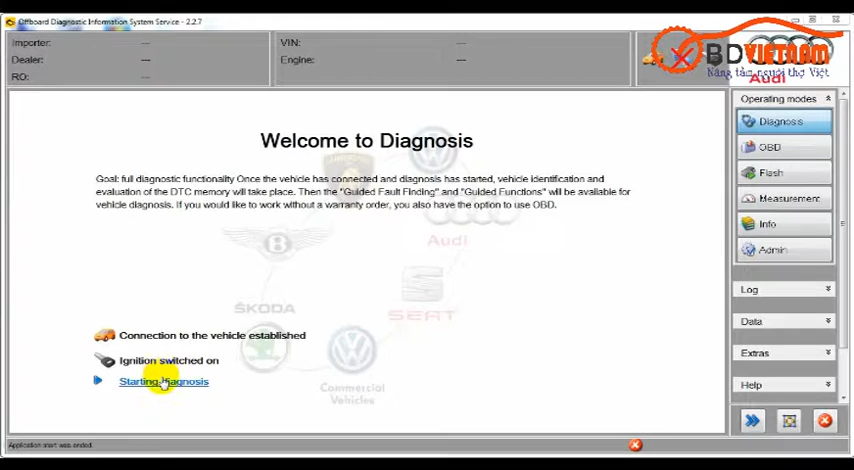 Offboard Diagnostic Information System Service - 2.2.7
Importer: ---
Dealer: ---
RO: ---
VIN: ---
Engine: ---
OBDVIETNAM
Nâng tầm người thợ Việt
Audi
Welcome to Diagnosis
Goal: full diagnostic functionality Once the vehicle has connected and diagnosis has started, vehicle identification and
evaluation of the DTC memory will take place. Then the "Guided Fault Finding" and "Guided Functions" will be available for
vehicle diagnosis. If you would like to work without a warranty order, you also have the option to use OBD.
Audi
ŠKODA
SEAT
Commercial
Vehicles
Connection to the vehicle established
Ignition switched on
Starting diagnosis
Operating modes
Diagnosis
OBD
Flash
Measurement
Info
Admin
Log
Data
Extras
Help
Application start was ended.